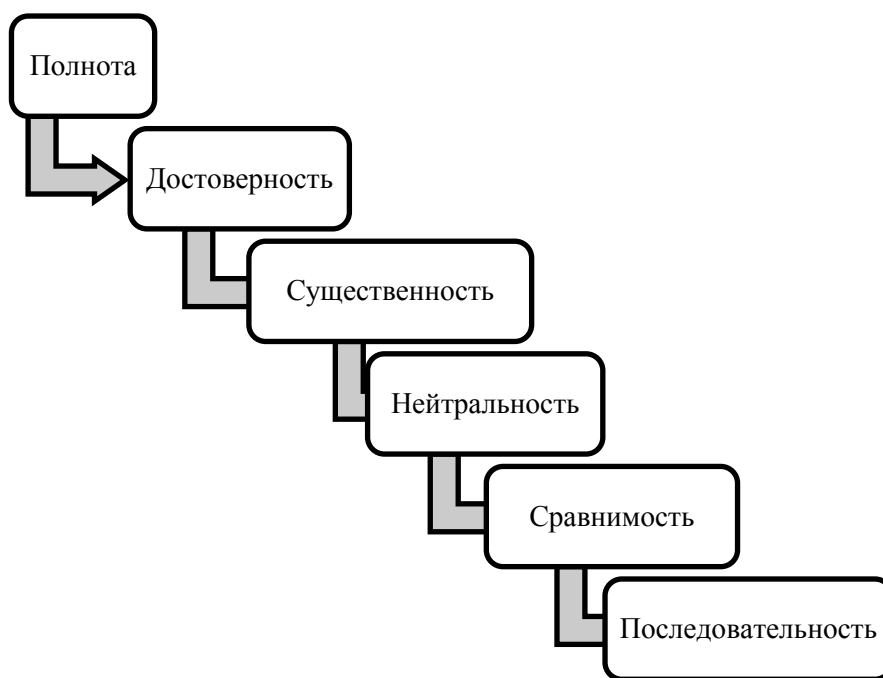 Полнота
Достоверность
Существенность
Нейтральность
Сравнимость
Последовательность